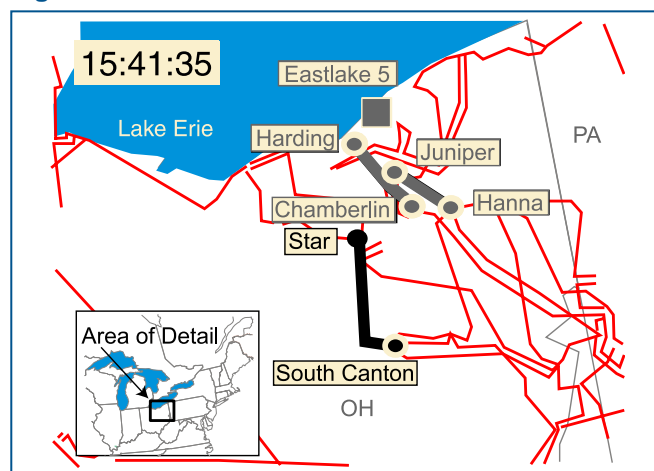 15:41:35
Eastlake 5
Lake Erie
Harding
Juniper
PA
Chamberlin
Hanna
Star
Area of Detail
South Canton
OH